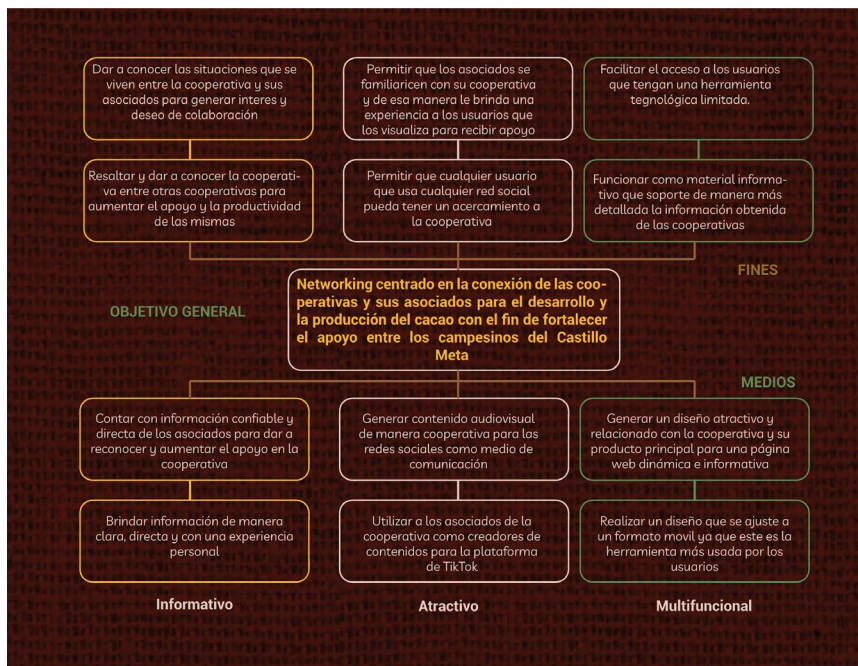 Dar a conocer las situaciones que se
viven entre la cooperativa y sus
asociados para generar interes y
deseo de colaboración
Permitir que los asociados se
familiaricen con su cooperativa
y de esa manera le brinda una
experiencia a los usuarios que
los visualiza para recibir apoyo
Facilitar el acceso a los usuarios
que tengan una herramienta
tegnológica limitada.
Resaltar y dar a conocer la cooperati-
va entre otras cooperativas para
aumentar el apoyo y la productividad
de las mismas
Permitir que cualquier usuario
que usa cualquier red social
pueda tener un acercamiento a
la cooperativa
Funcionar como material informa-
tivo que soporte de manera más
detallada la información obtenida
de las cooperativas
FINES
OBJETIVO GENERAL
Networking centrado en la conexión de las coo-
perativas y sus asociados para el desarrollo y
la producción del cacao con el fin de fortalecer
el apoyo entre los campesinos del Castillo
Meta
MEDIOS
Contar con información confiable y
directa de los asociados para dar a
reconocer y aumentar el apoyo en la
cooperativa
Generar contenido audiovisual
de manera cooperativa para las
redes sociales como medio de
comunicación
Generar un diseño atractivo y
relacionado con la cooperativa y su
producto principal para una página
web dinámica e informativa
Brindar información de manera
clara, directa y con una experiencia
personal
Utilizar a los asociados de la
cooperativa como creadores de
contenidos para la plataforma
de TikTok
Realizar un diseño que se ajuste a
un formato movil ya que este es la
herramienta más usada por los
usuarios
Informativo
Atractivo
Multifuncional